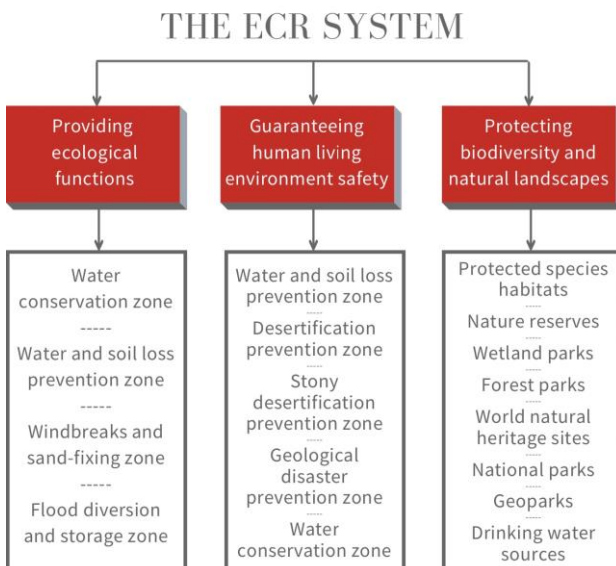 THE ECR SYSTEM
Providing
ecological
functions
Guaranteeing
human living
environment safety
Protecting
biodiversity and
natural landscapes
Water
conservation zone
-----
Water and soil loss
prevention zone
-----
Windbreaks and
sand-fixing zone
-----
Flood diversion
and storage zone
Water and soil loss
prevention zone
-----
Desertification
prevention zone
-----
Stony
desertification
prevention zone
-----
Geological
disaster
prevention zone
-----
Water
conservation zone
Protected species
habitats
-----
Nature reserves
-----
Wetland parks
-----
Forest parks
-----
World natural
heritage sites
-----
National parks
-----
Geoparks
-----
Drinking water
sources